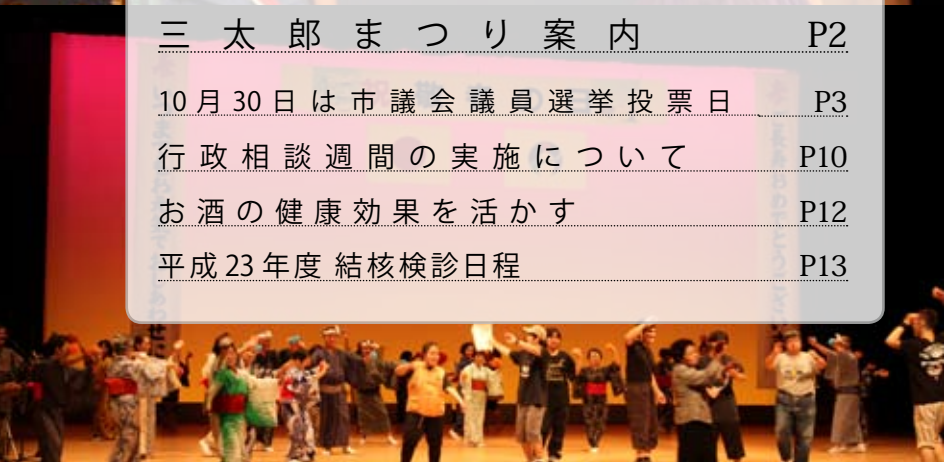 三太郎まつり案内 P2
10月30日は市議会議員選挙投票日 P3
行政相談週間の実施について P10
お酒の健康効果を活かす P12
平成23年度 結核検診日程 P13